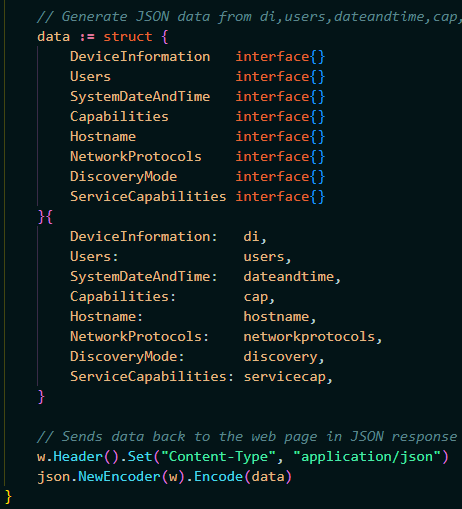 // Generate JSON data from di,users,dateandtime,cap,
data := struct {
    DeviceInformation   interface{}
    Users               interface{}
    SystemDateAndTime   interface{}
    Capabilities        interface{}
    Hostname            interface{}
    NetworkProtocols    interface{}
    DiscoveryMode       interface{}
    ServiceCapabilities interface{}
}{
    DeviceInformation:   di,
    Users:               users,
    SystemDateAndTime:   dateandtime,
    Capabilities:        cap,
    Hostname:            hostname,
    NetworkProtocols:    networkprotocols,
    DiscoveryMode:       discovery,
    ServiceCapabilities: servicecap,
}

// Sends data back to the web page in JSON response
w.Header().Set("Content-Type", "application/json")
json.NewEncoder(w).Encode(data)
}